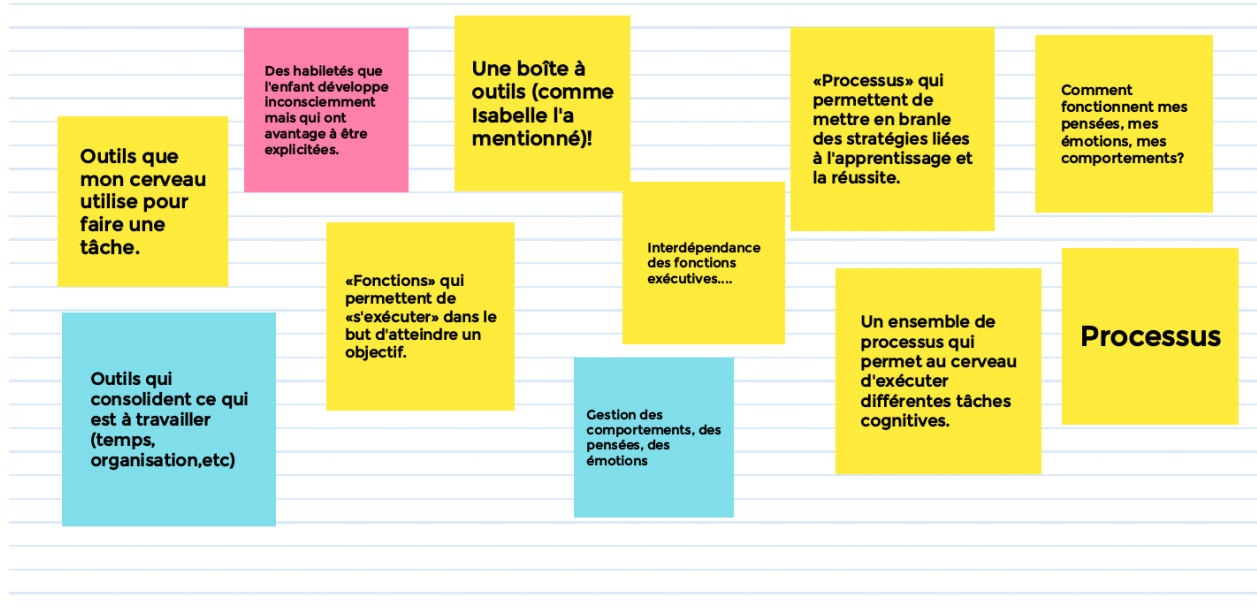 Des habiletés que
l'enfant développe
inconsciemment
mais qui ont
avantage à être
explicitées.
Une boîte à
outils (comme
Isabelle l'a
mentionné)!
«Processus» qui
permettent de
mettre en branle
des stratégies liées
à l'apprentissage et
la réussite.
Comment
fonctionnent mes
pensées, mes
émotions, mes
comportements?
Outils que
mon cerveau
utilise pour
faire une
tâche.
«Fonctions» qui
permettent de
«s'exécuter» dans le
but d'atteindre un
objectif.
Interdépendance
des fonctions
exécutives....
Un ensemble de
processus qui
permet au cerveau
d'exécuter
différentes tâches
cognitives.
Processus
Outils qui
consolident ce qui
est à travailler
(temps,
organisation,etc)
Gestion des
comportements, des
pensées, des
émotions